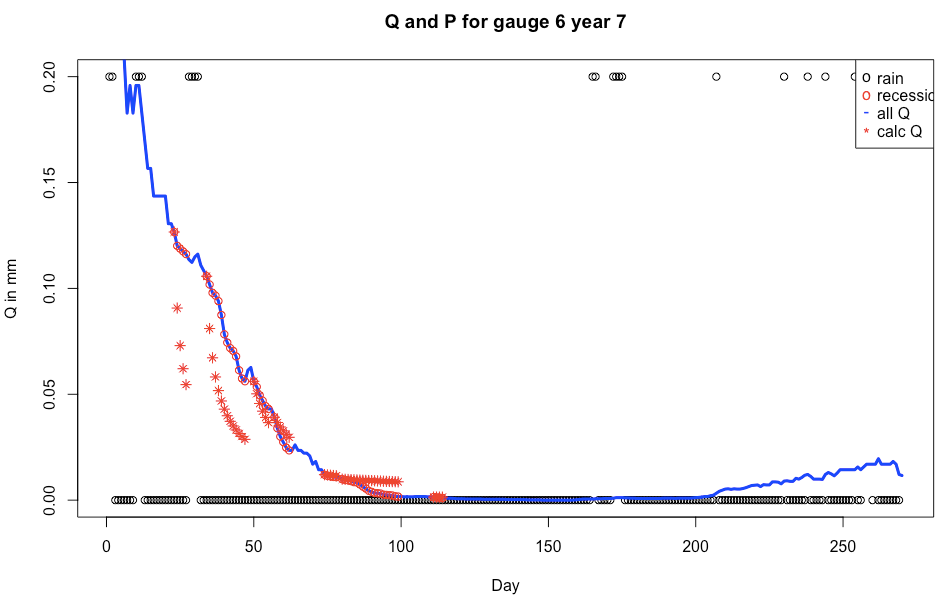 Q and P for gauge 6 year 7
Q in mm
0.20
0.15
0.10
0.05
0.00
o rain
o recessio
- all Q
* calc Q
0 50 100 150 200 250
Day